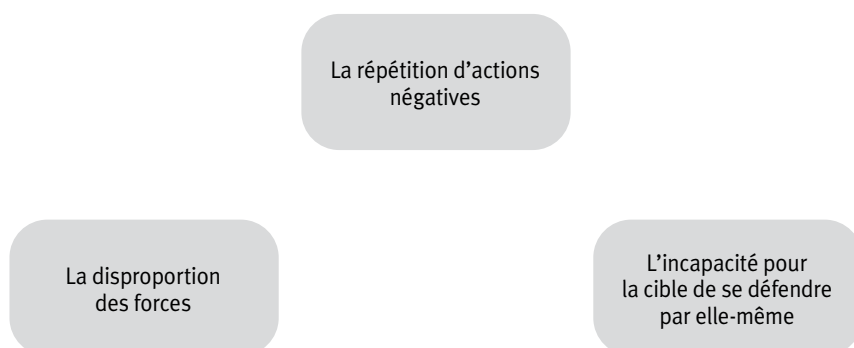 La répétition d’actions
négatives
La disproportion
des forces
L’incapacité pour
la cible de se défendre
par elle-même